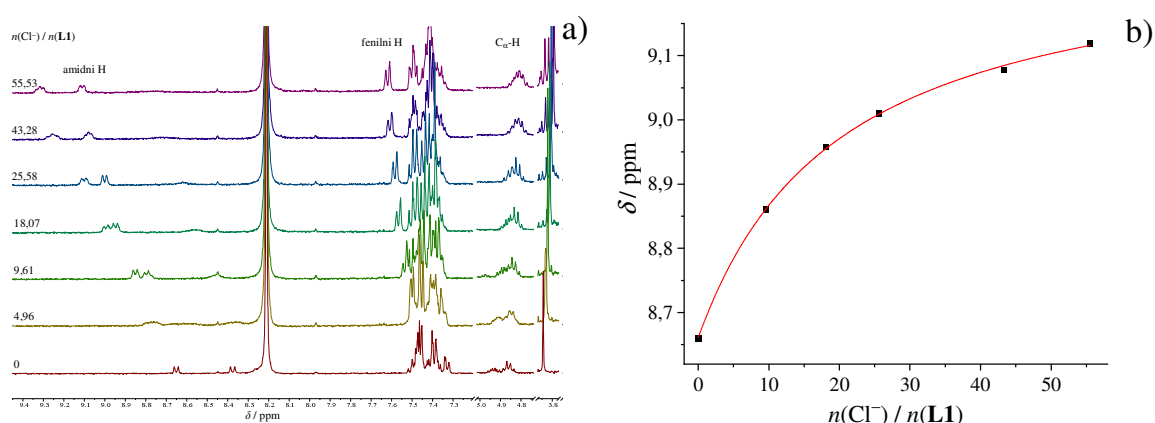 n(Cl⁻) / n(L1)
amidni H
fenilni H
Cα-H
a)
55,53
43,28
25,58
18,07
9,61
4,96
0
9.4 9.3 9.2 9.1 9.0 8.9 8.8 8.7 8.6 8.5 8.4 8.3 8.2 8.1 8.0 7.9 7.8 7.7 7.6 7.5 7.4 7.3 5.0 4.8 3.8
δ / ppm
b)
δ / ppm
9,1
9,0
8,9
8,8
8,7
0 10 20 30 40 50
n(Cl⁻) / n(L1)